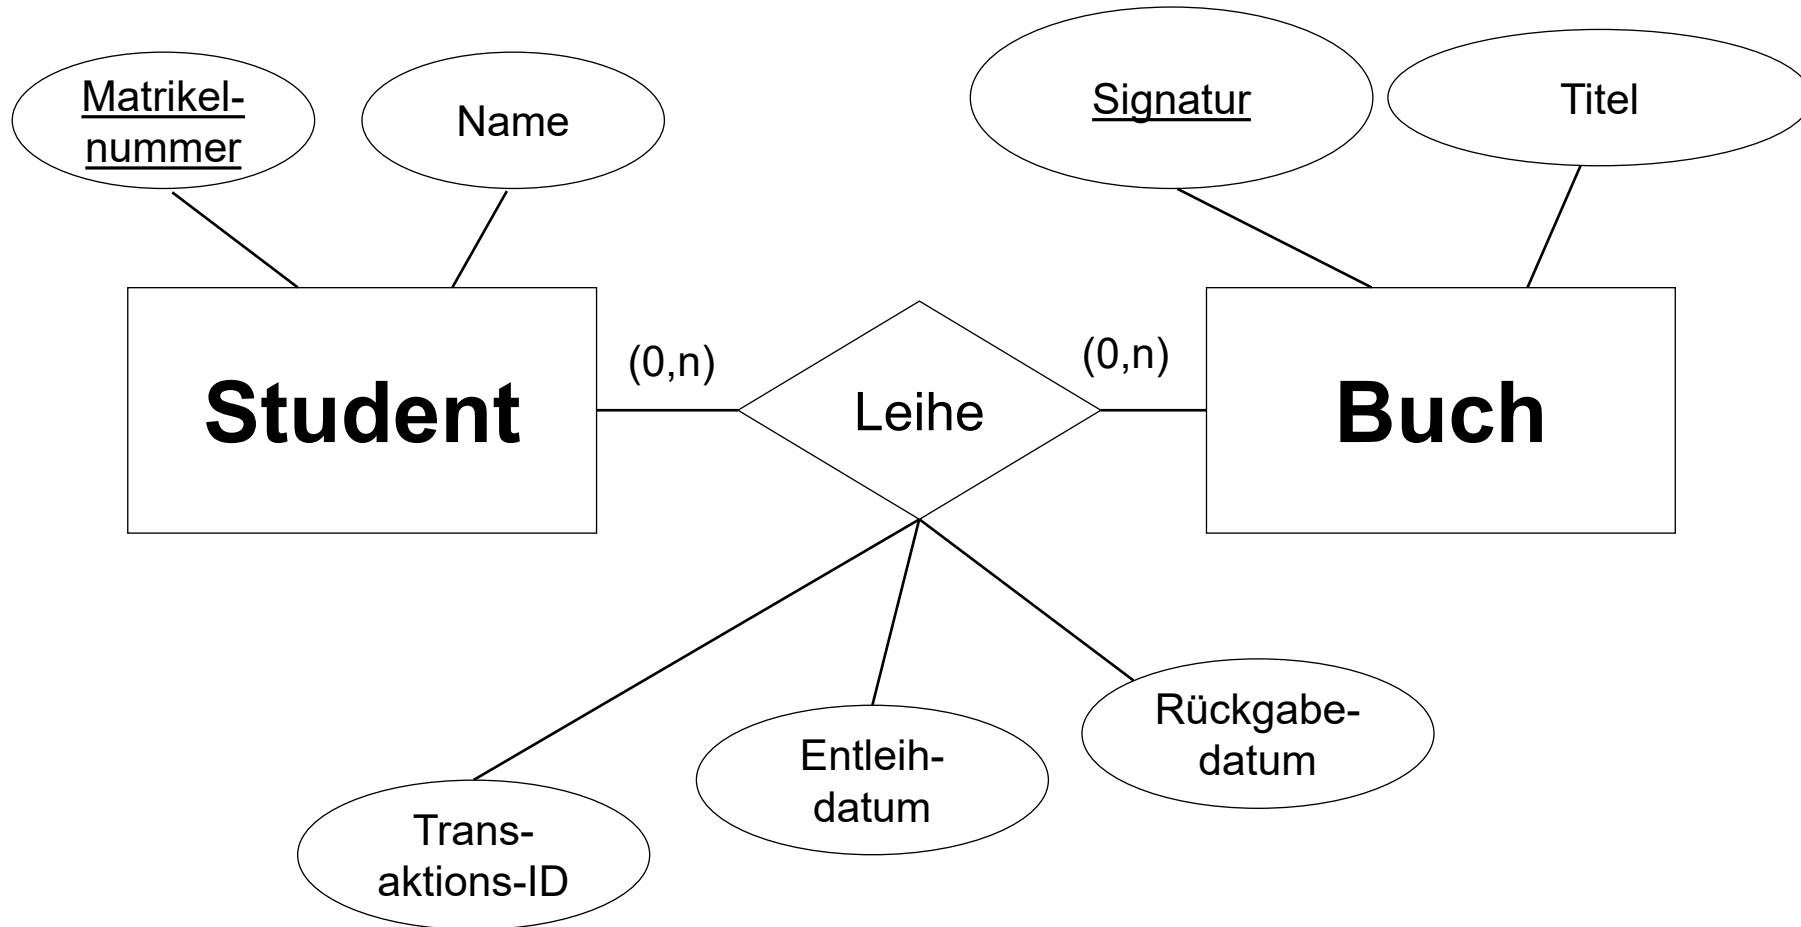 Matrikel-
nummer
Name
Signatur
Titel
Student
(0,n)
Leihe
(0,n)
Buch
Trans-
aktions-ID
Entleih-
datum
Rückgabe-
datum